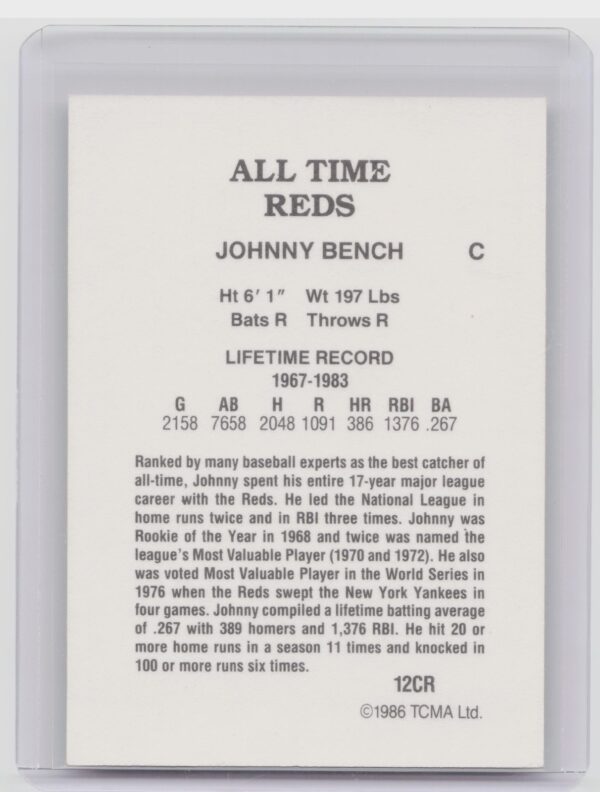 ALL TIME
REDS
JOHNNY BENCH C
Ht 6' 1" Wt 197 Lbs
Bats R Throws R
LIFETIME RECORD
1967-1983
G AB H R HR RBI BA
2158 7658 2048 1091 386 1376 .267
Ranked by many baseball experts as the best catcher of
all-time, Johnny spent his entire 17-year major league
career with the Reds. He led the National League in
home runs twice and in RBI three times. Johnny was
Rookie of the Year in 1968 and twice was named the
league's Most Valuable Player (1970 and 1972). He also
was voted Most Valuable Player in the World Series in
1976 when the Reds swept the New York Yankees in
four games. Johnny compiled a lifetime batting average
of .267 with 389 homers and 1,376 RBI. He hit 20 or
more home runs in a season 11 times and knocked in
100 or more runs six times.
12CR
©1986 TCMA Ltd.